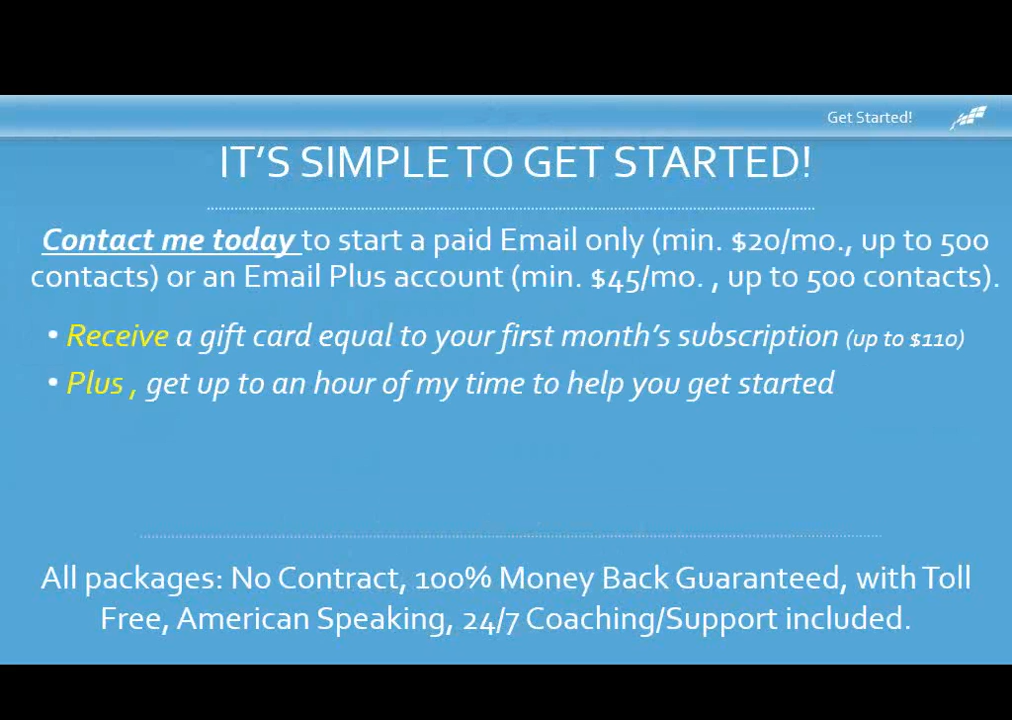 Get Started!
IT'S SIMPLE TO GET STARTED!
Contact me today to start a paid Email only (min. $20/mo., up to 500
contacts) or an Email Plus account (min. $45/mo. , up to 500 contacts).
• Receive a gift card equal to your first month's subscription (up to $110)
• Plus , get up to an hour of my time to help you get started
All packages: No Contract, 100% Money Back Guaranteed, with Toll
Free, American Speaking, 24/7 Coaching/Support included.